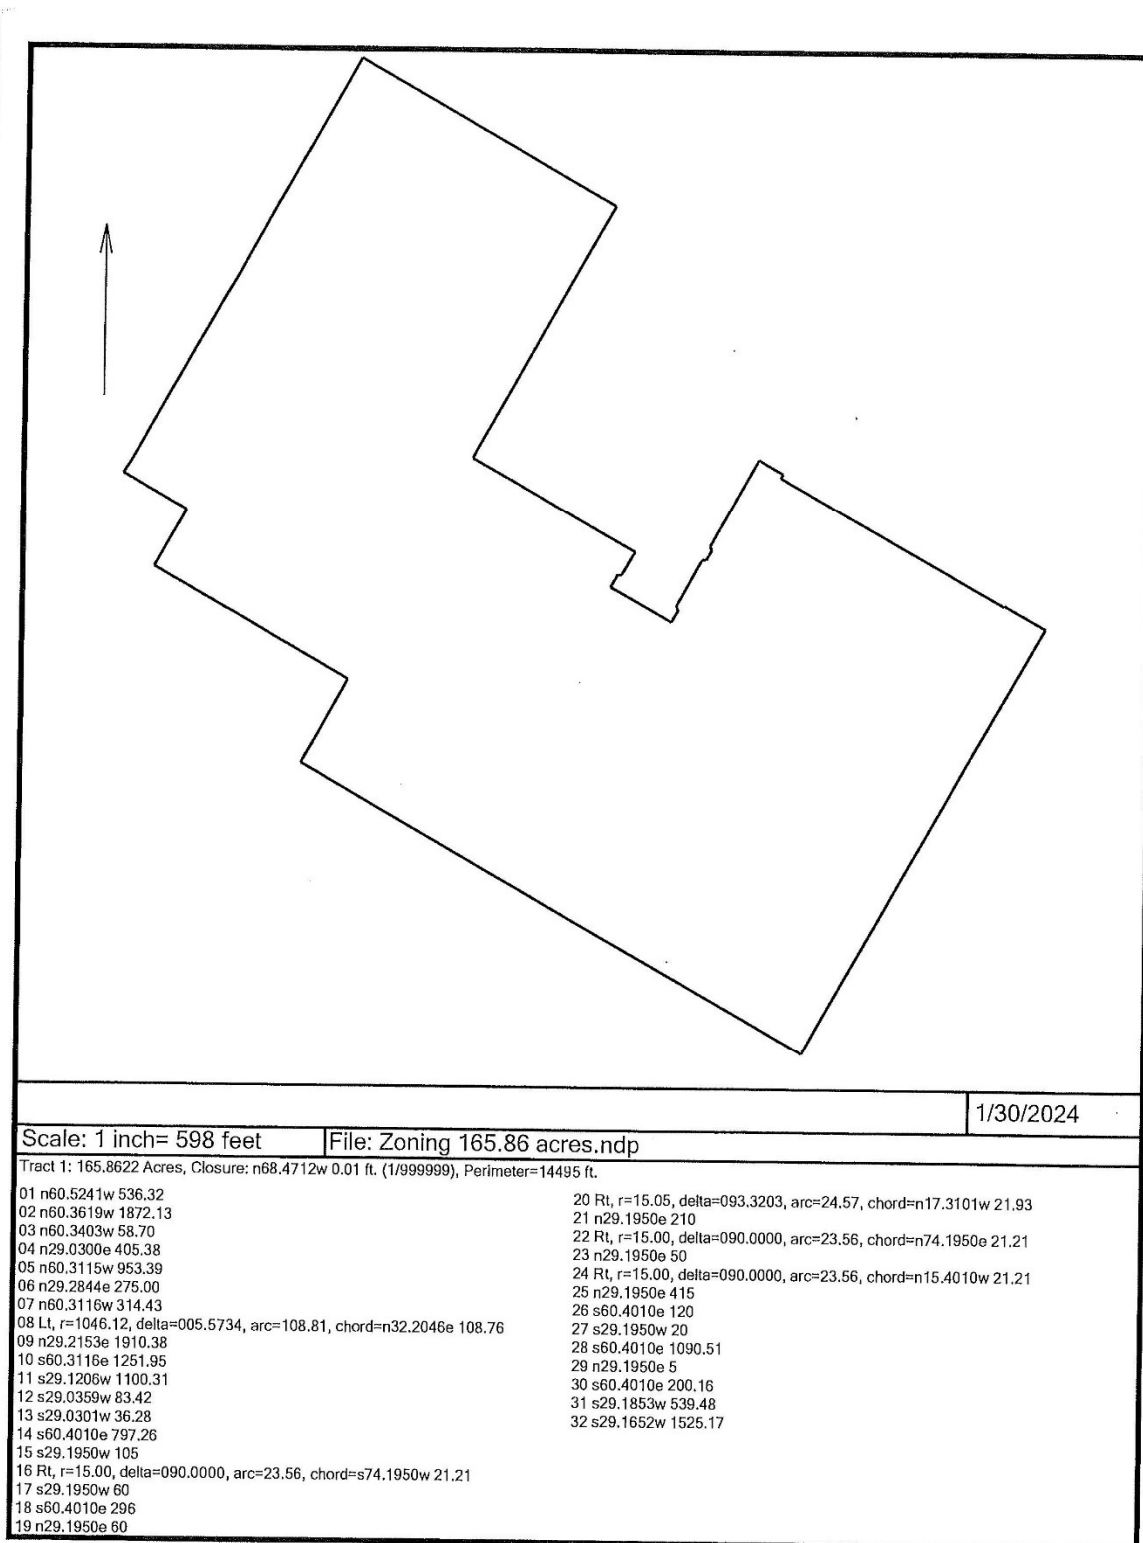 1/30/2024
Scale: 1 inch= 598 feet
File: Zoning 165.86 acres.ndp
Tract 1: 165.8622 Acres, Closure: n68.4712w 0.01 ft. (1/999999), Perimeter=14495 ft.
01 n60.5241w 536.32
02 n60.3619w 1872.13
03 n60.3403w 58.70
04 n29.0300e 405.38
05 n60.3115w 953.39
06 n29.2844e 275.00
07 n60.3116w 314.43
08 Lt, r=1046.12, delta=005.5734, arc=108.81, chord=n32.2046e 108.76
09 n29.2153e 1910.38
10 s60.3116e 1251.95
11 s29.1206w 1100.31
12 s29.0359w 83.42
13 s29.0301w 36.28
14 s60.4010e 797.26
15 s29.1950w 105
16 Rt, r=15.00, delta=090.0000, arc=23.56, chord=s74.1950w 21.21
17 s29.1950w 60
18 s60.4010e 296
19 n29.1950e 60
20 Rt, r=15.05, delta=093.3203, arc=24.57, chord=n17.3101w 21.93
21 n29.1950e 210
22 Rt, r=15.00, delta=090.0000, arc=23.56, chord=n74.1950e 21.21
23 n29.1950e 50
24 Rt, r=15.00, delta=090.0000, arc=23.56, chord=n15.4010w 21.21
25 n29.1950e 415
26 s60.4010e 120
27 s29.1950w 20
28 s60.4010e 1090.51
29 n29.1950e 5
30 s60.4010e 200.16
31 s29.1853w 539.48
32 s29.1652w 1525.17